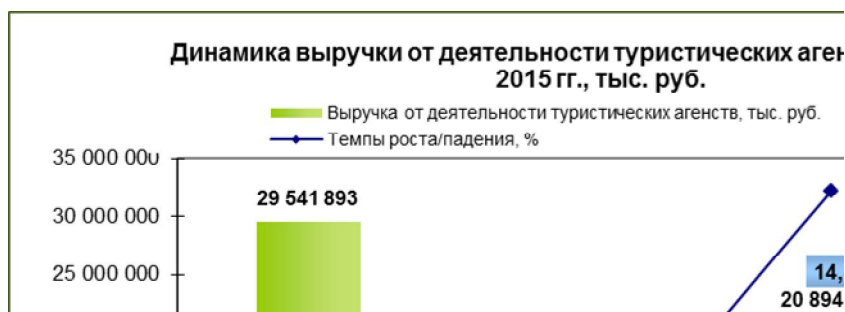 Динамика выручки от деятельности туристических
2015 гг., тыс. руб.
Выручка от деятельности туристических агенств, тыс. руб.
Темпы роста/падения, %
35 000 000
29 541 893
30 000 000
25 000 000
14,
20 894